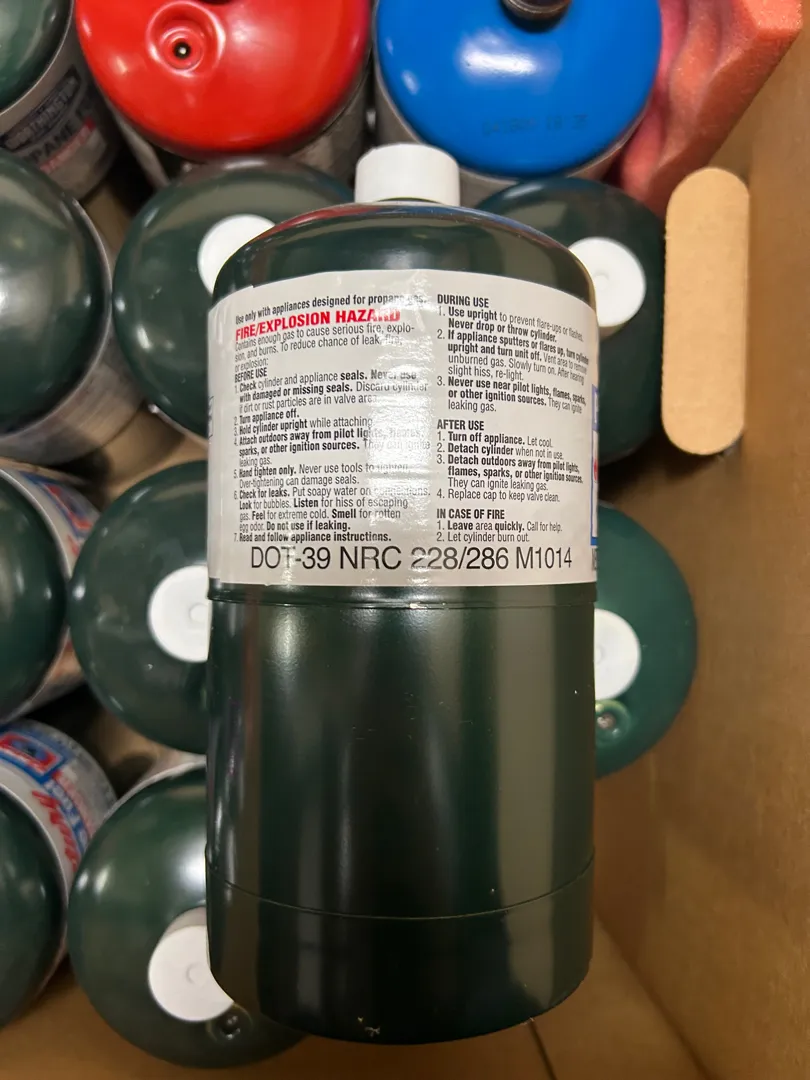 WORTHINGTON
Use only with appliances designed for propane gas.
FIRE/EXPLOSION HAZARD
Contains enough gas to cause serious fire, explo-
sion, and burns. To reduce chance of leak, fire,
or explosion:
BEFORE USE
1. Check cylinder and appliance seals. Never use
with damaged or missing seals. Discard cylinder
if dirt or rust particles are in valve area.
2. Turn appliance off.
3. Hold cylinder upright while attaching.
4. Attach outdoors away from pilot lights, flames,
sparks, or other ignition sources. They can ignite
leaking gas.
5. Hand tighten only. Never use tools to tighten.
Over-tightening can damage seals.
6. Check for leaks. Put soapy water on connections.
Look for bubbles. Listen for hiss of escaping
gas. Feel for extreme cold. Smell for rotten
egg odor. Do not use if leaking.
7. Read and follow appliance instructions.
DURING USE
1. Use upright to prevent flare-ups or flashes.
Never drop or throw cylinder.
2. If appliance sputters or flares up, turn cylinder
upright and turn unit off. Vent area to remove
unburned gas. Slowly turn on. After hearing
slight hiss, re-light.
3. Never use near pilot lights, flames, sparks,
or other ignition sources. They can ignite
leaking gas.
AFTER USE
1. Turn off appliance. Let cool.
2. Detach cylinder when not in use.
3. Detach outdoors away from pilot lights,
flames, sparks, or other ignition sources.
They can ignite leaking gas.
4. Replace cap to keep valve clean.
IN CASE OF FIRE
1. Leave area quickly. Call for help.
2. Let cylinder burn out.
DOT-39 NRC 228/286 M1014